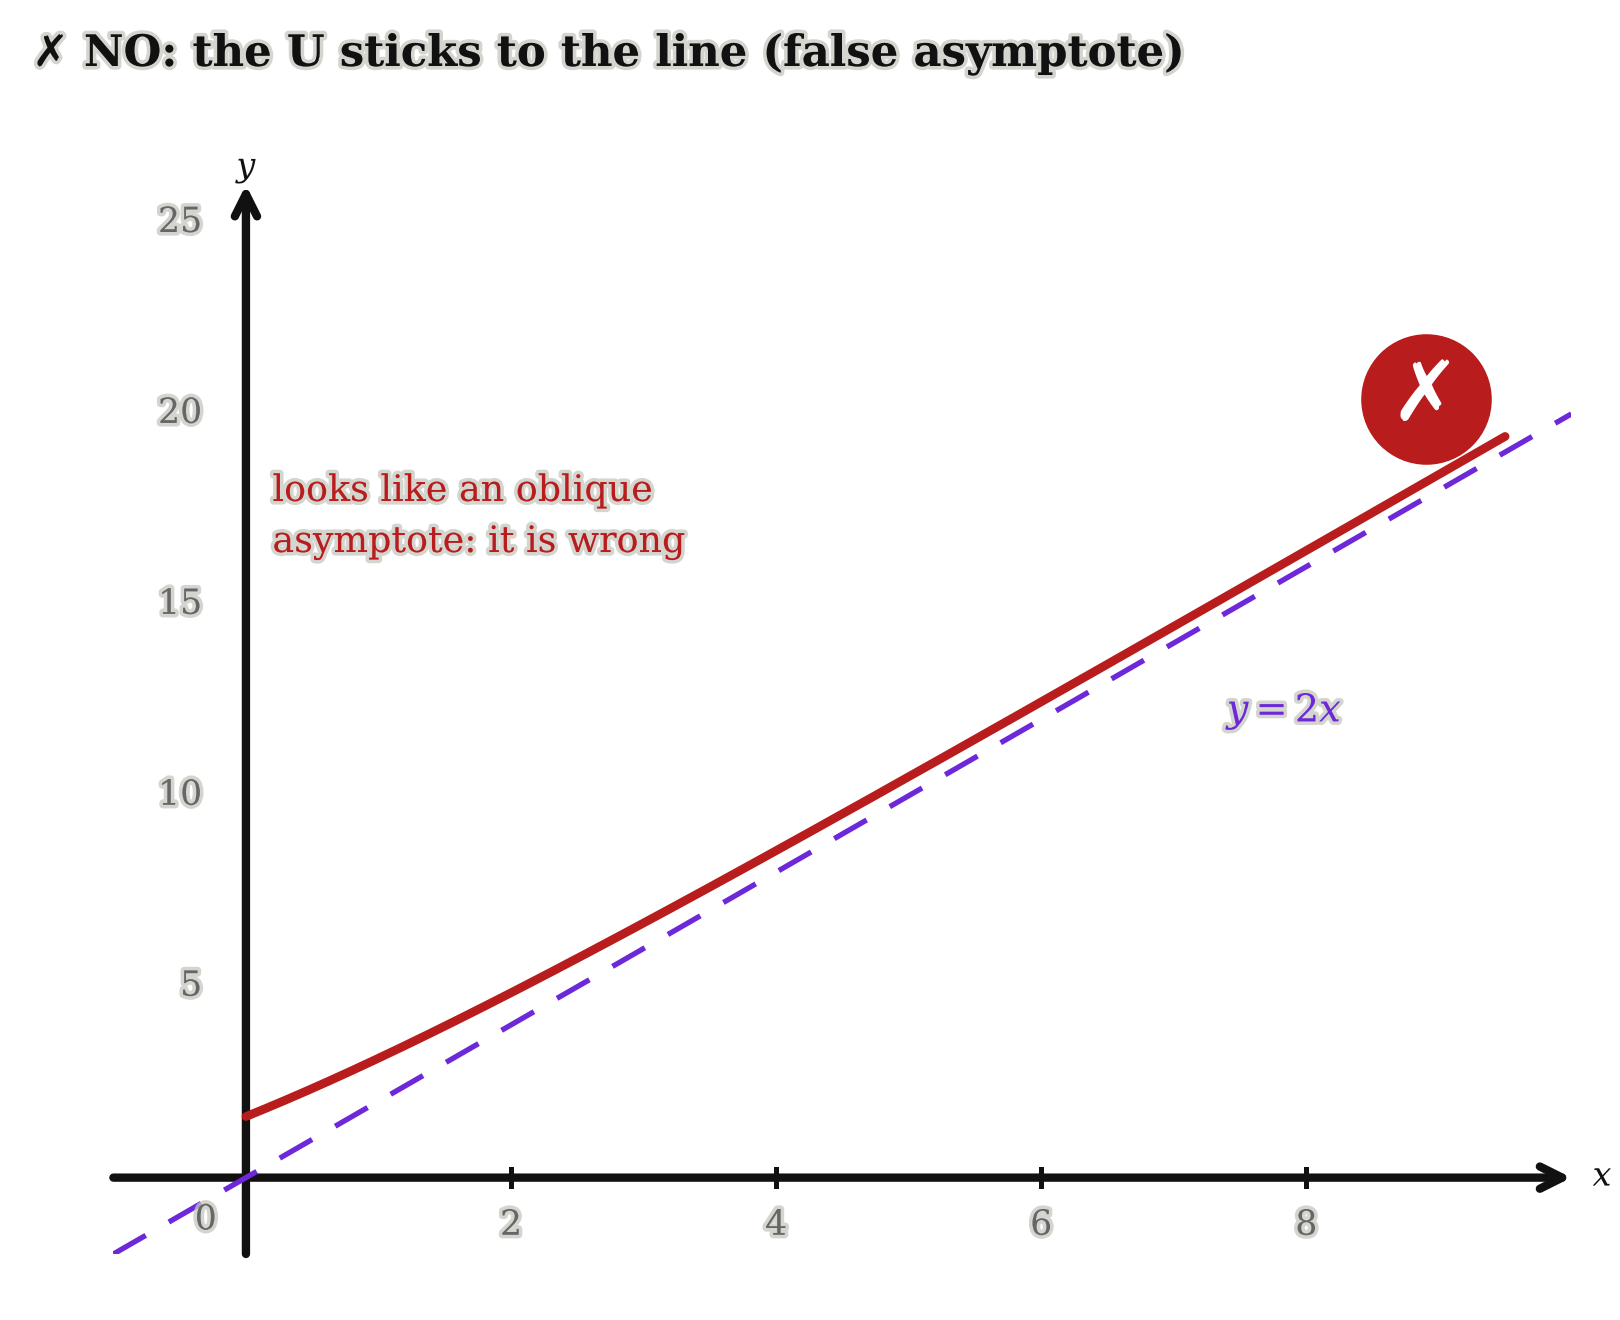 ✗ NO: the U sticks to the line (false asymptote)
y
25
20
✗
looks like an oblique
asymptote: it is wrong
15
y = 2x
10
5
x
0
2
4
6
8